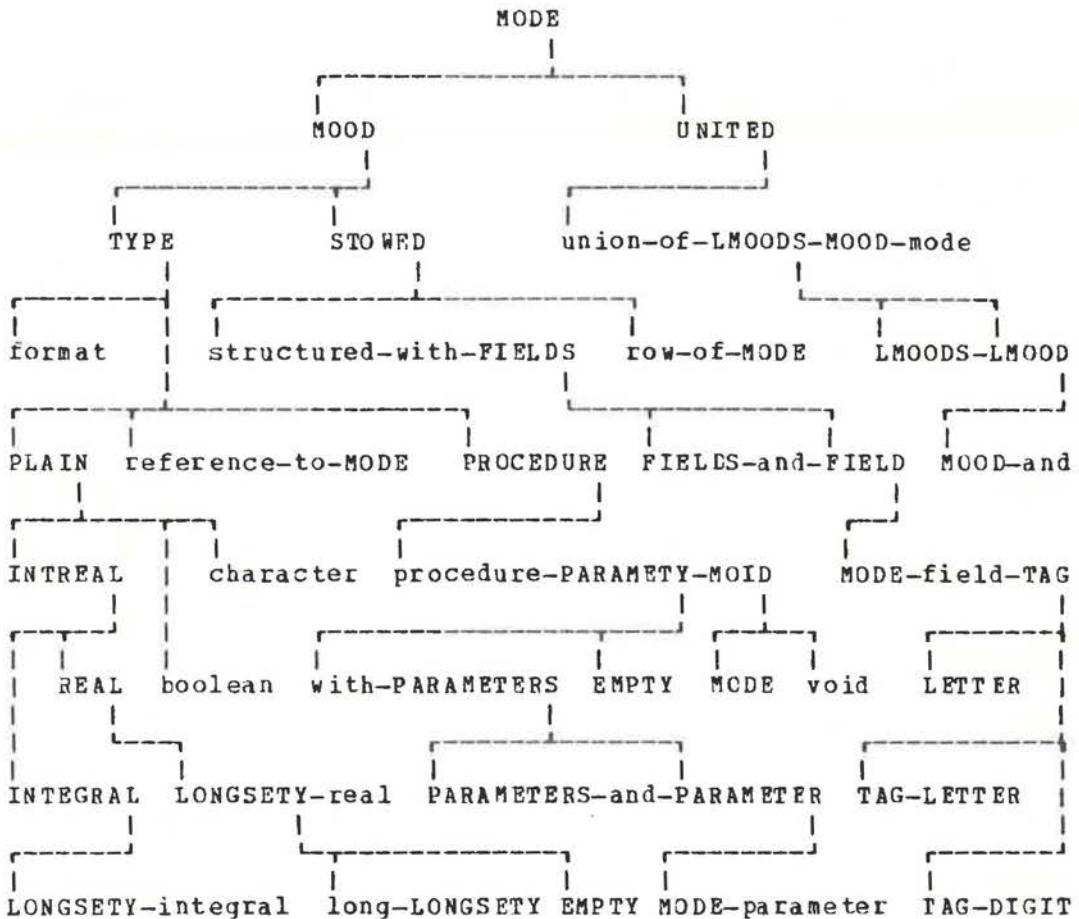 MODE
MOOD UNITED
TYPE STOWED union-of-LMOODS-MOOD-mode
format structured-with-FIELDS row-of-MODE LMOODS-LMOOD
PLAIN reference-to-MODE PROCEDURE FIELDS-and-FIELD MOOD-and
INTREAL character procedure-PARAMETY-MOID MODE-field-TAG
REAL boolean with-PARAMETERS EMPTY MODE void LETTER
INTEGRAL LONGSETY-real PARAMETERS-and-PARAMETER TAG-LETTER
LONGSETY-integral long-LONGSETY EMPTY MODE-parameter TAG-DIGIT